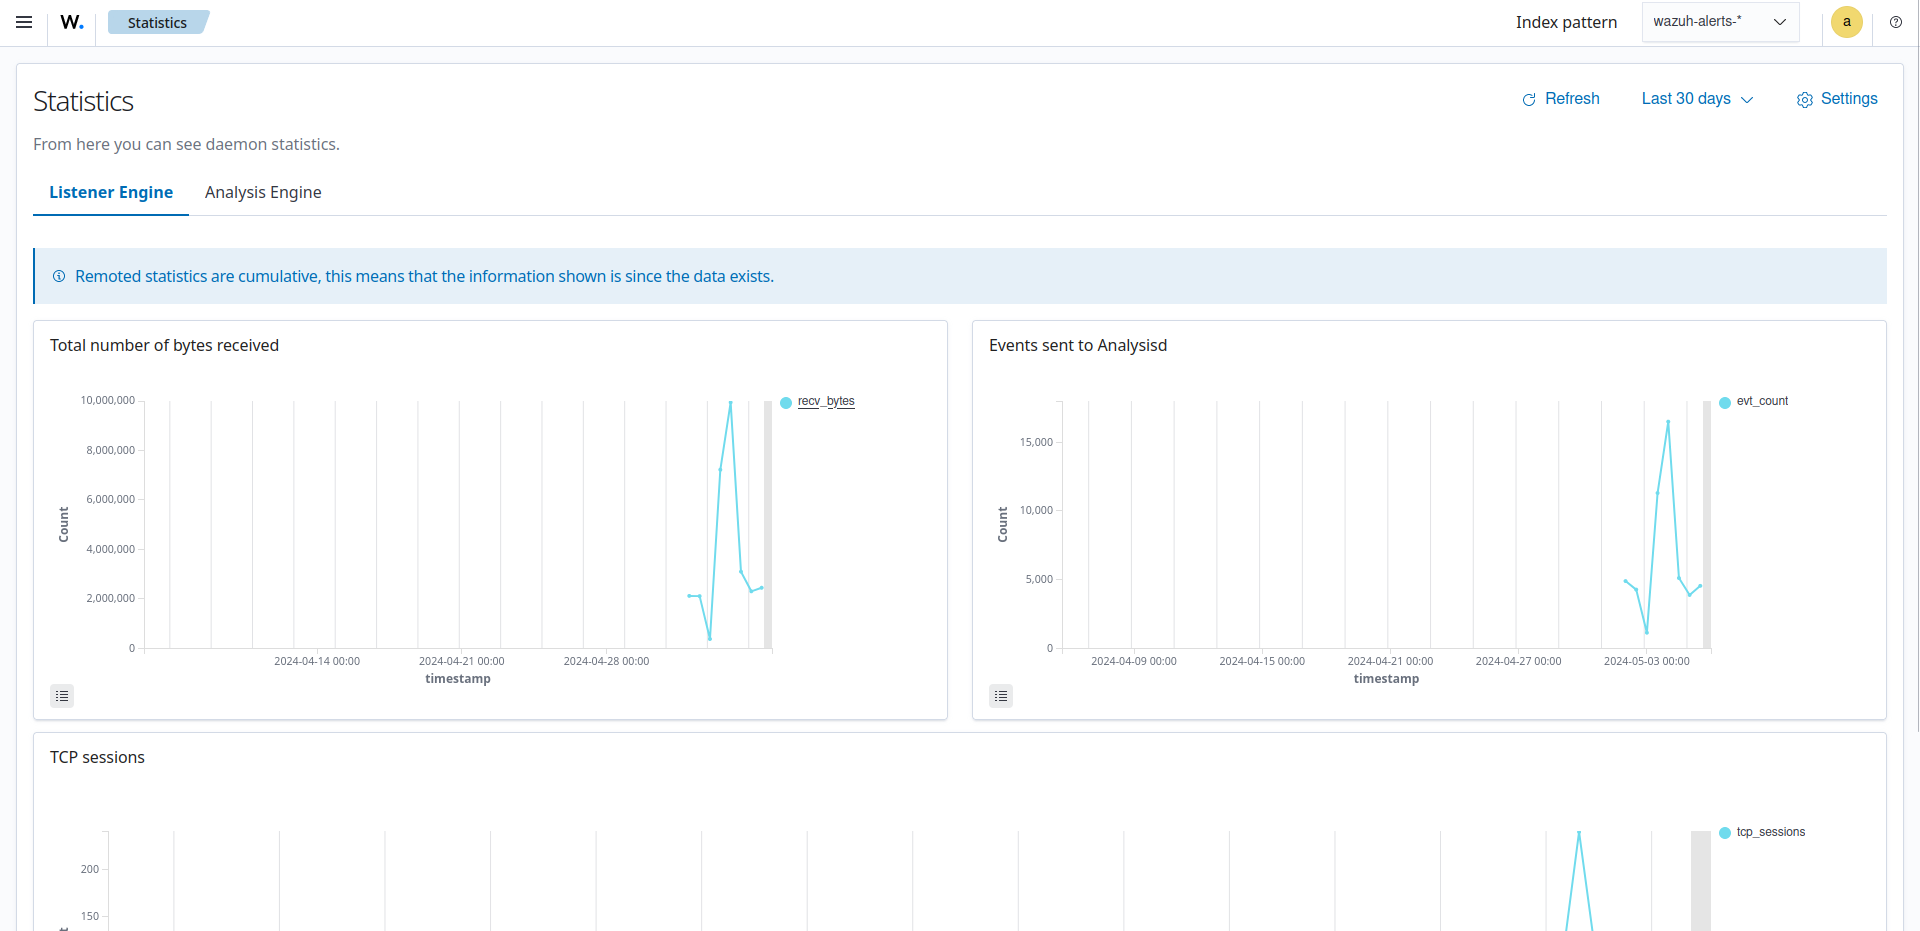 W.
Statistics
Index pattern
wazuh-alerts-*
a
Statistics
Refresh
Last 30 days
Settings
From here you can see daemon statistics.
Listener Engine
Analysis Engine
Remoted statistics are cumulative, this means that the information shown is since the data exists.
Total number of bytes received
recv_bytes
10,000,000
8,000,000
6,000,000
4,000,000
2,000,000
0
Count
2024-04-14 00:00
2024-04-21 00:00
2024-04-28 00:00
timestamp
Events sent to Analysisd
evt_count
15,000
10,000
5,000
0
Count
2024-04-09 00:00
2024-04-15 00:00
2024-04-21 00:00
2024-04-27 00:00
2024-05-03 00:00
timestamp
TCP sessions
tcp_sessions
200
150